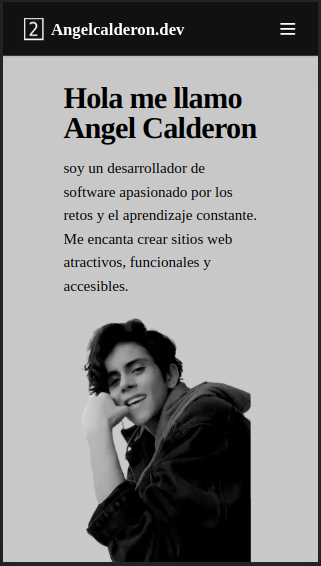 2 Angelcalderon.dev
Hola me llamo
Angel Calderon
soy un desarrollador de
software apasionado por los
retos y el aprendizaje constante.
Me encanta crear sitios web
atractivos, funcionales y
accesibles.